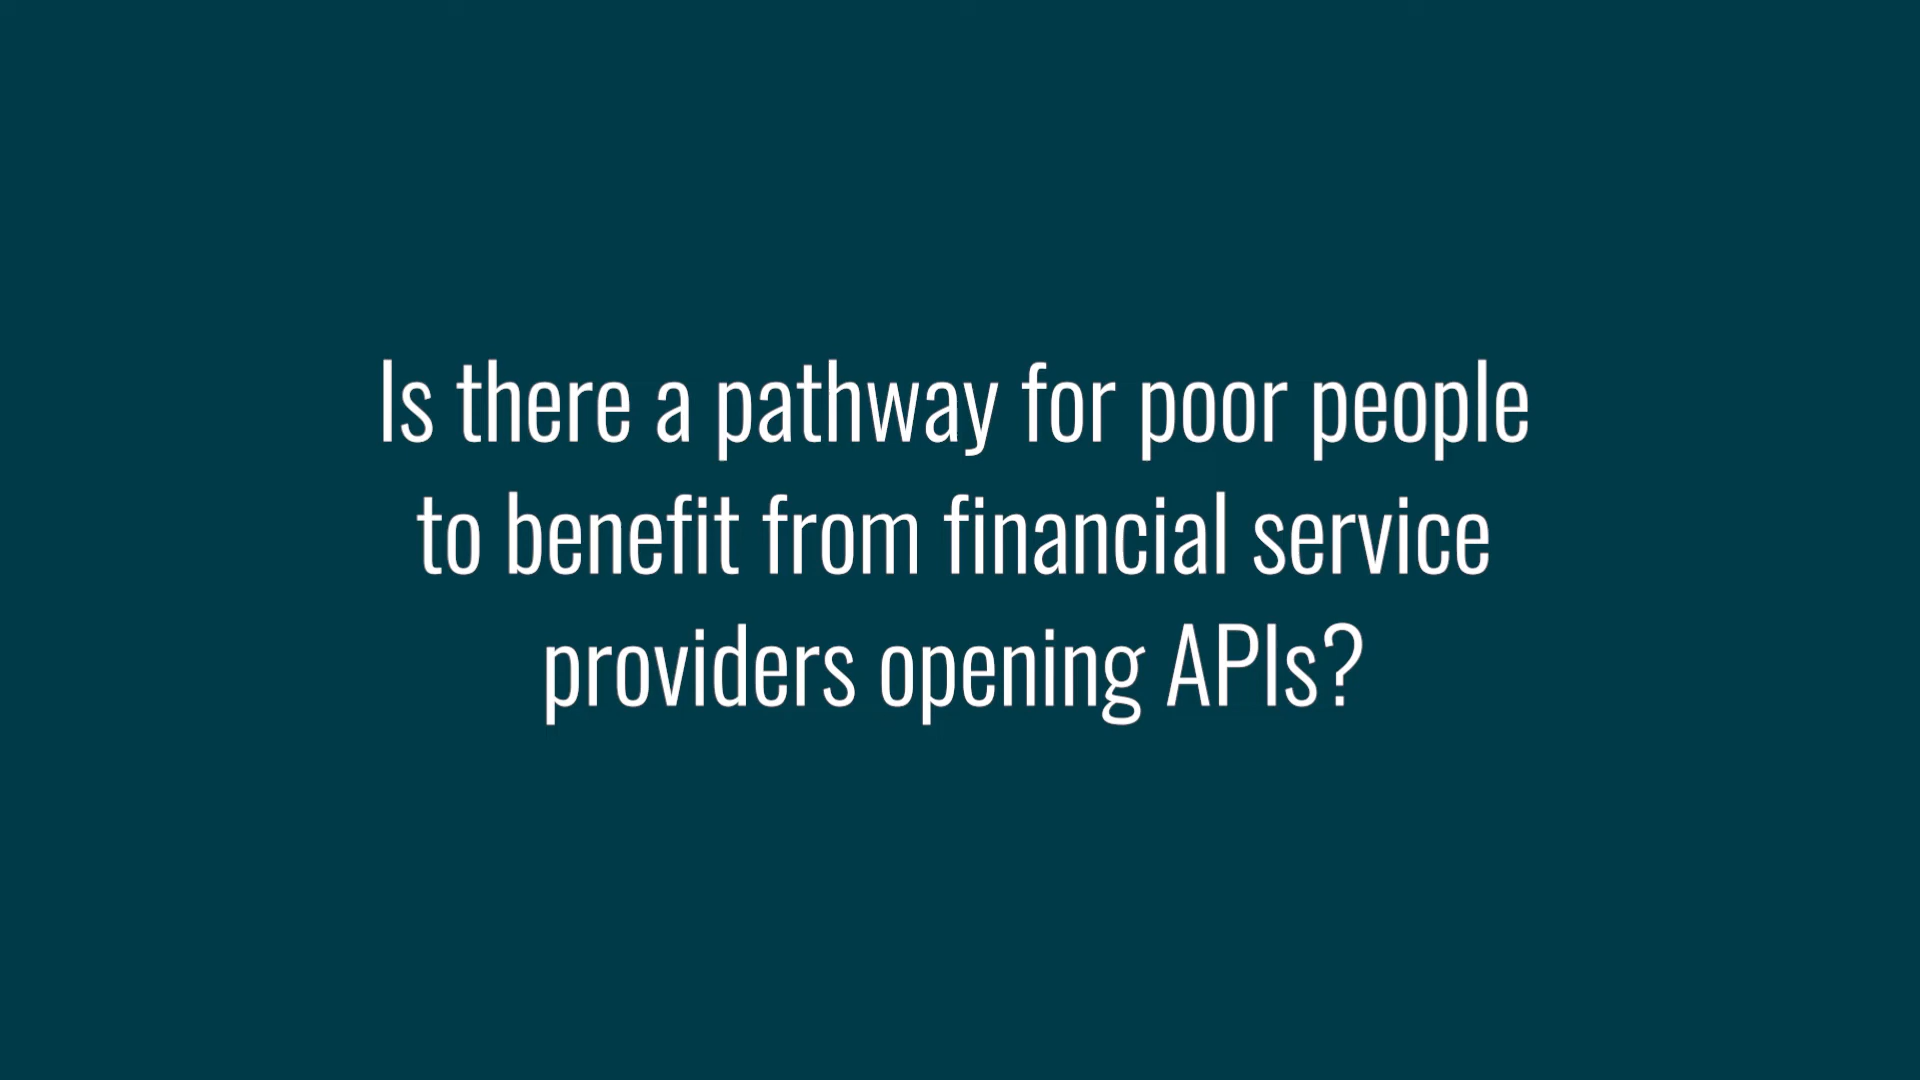 Is there a pathway for poor people
to benefit from financial service
providers opening APIs?